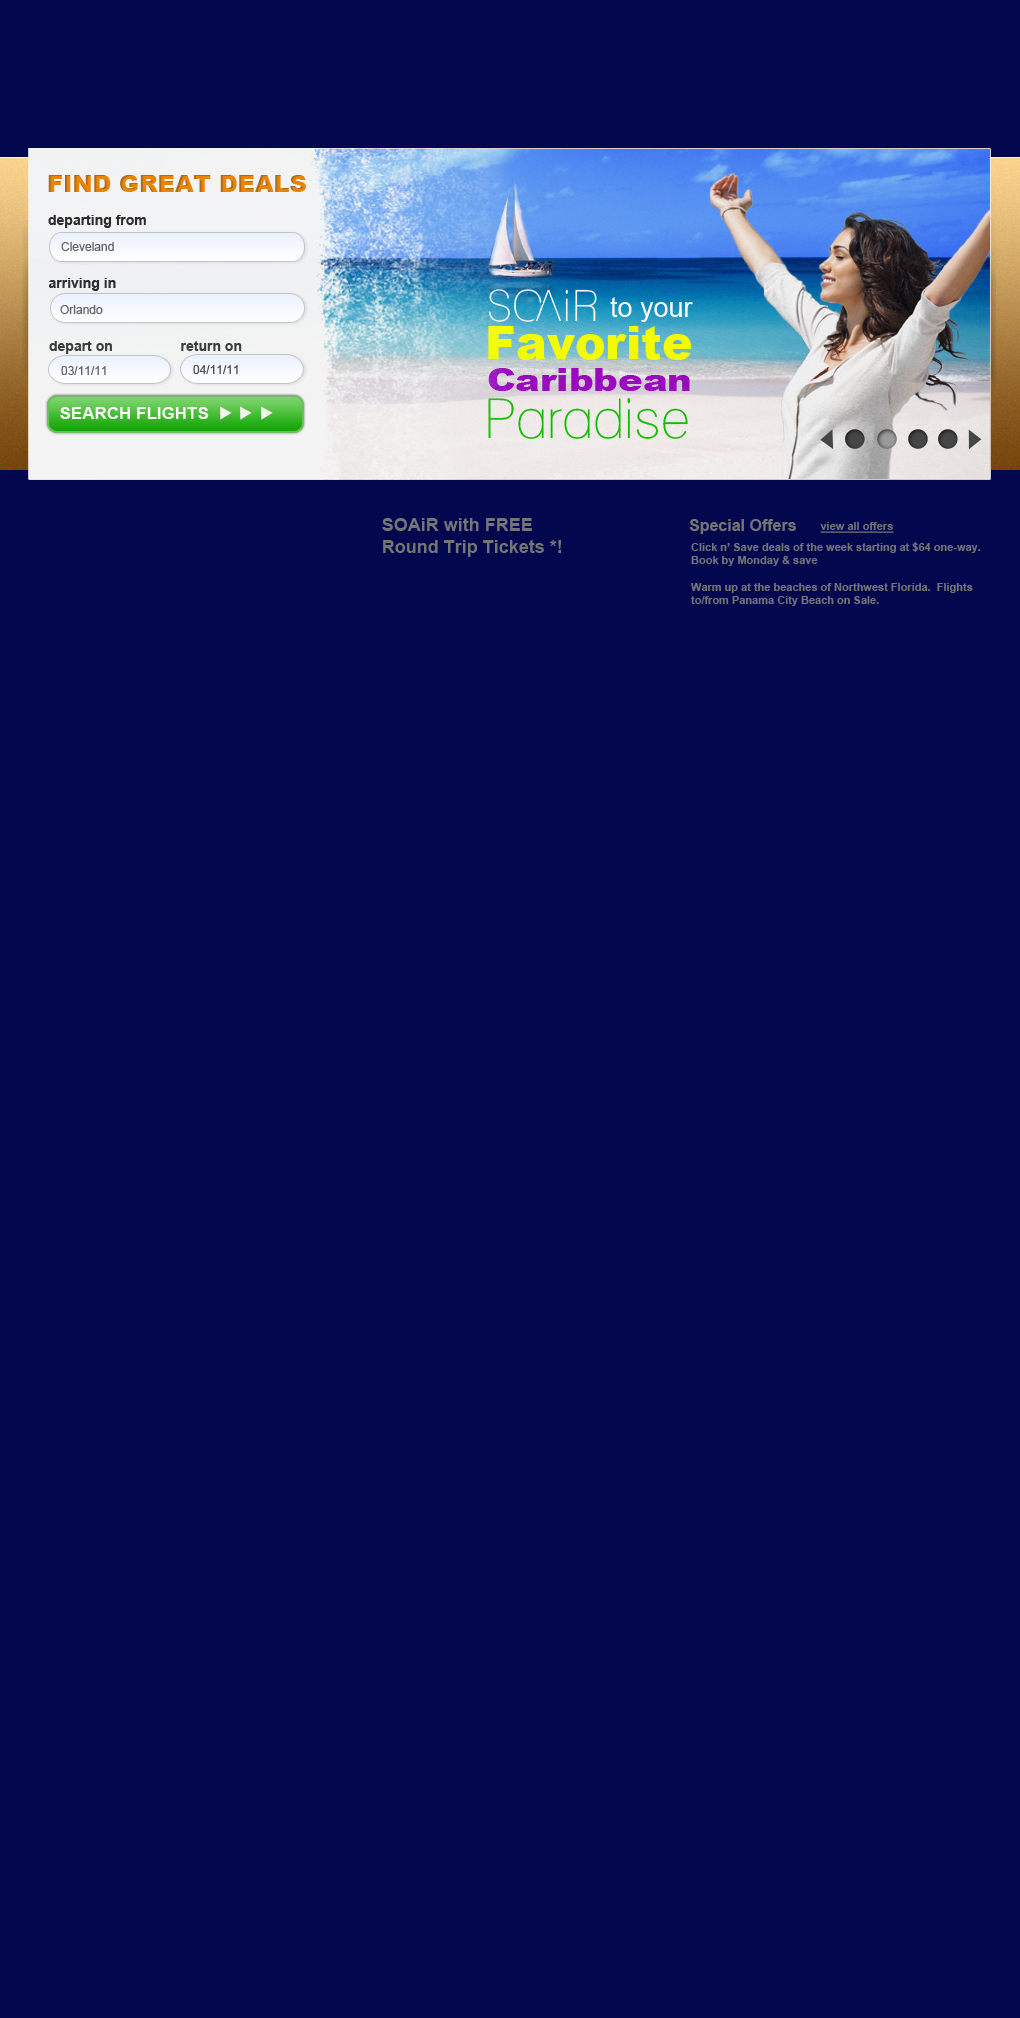 FIND GREAT DEALS
departing from
Cleveland
arriving in
Orlando
depart on
return on
03/11/11
04/11/11
SEARCH FLIGHTS
SOAiR to your
Favorite
Caribbean
Paradise
SOAiR with FREE
Round Trip Tickets *!
Special Offers
view all offers
Click n' Save deals of the week starting at $64 one-way.
Book by Monday & save
Warm up at the beaches of Northwest Florida. Flights
to/from Panama City Beach on Sale.